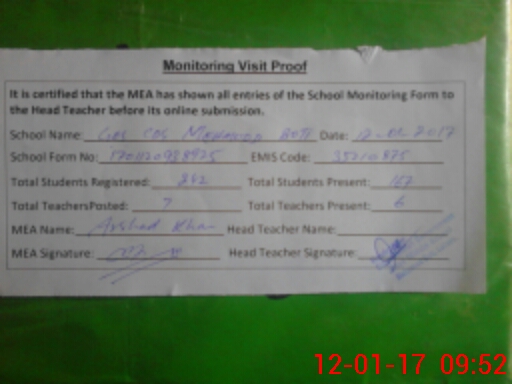 Monitoring Visit Proof
It is certified that the MEA has shown all entries of the School Monitoring Form to
the Head Teacher before its online submission.
School Name: Date:
School Form No: EMIS Code:
Total Students Registered: 262 Total Students Present: 167
Total TeachersPosted: 7 Total Teachers Present: 6
MEA Name: Arshad Khan Head Teacher Name:
MEA Signature: Head Teacher Signature:
12-01-17 09:52